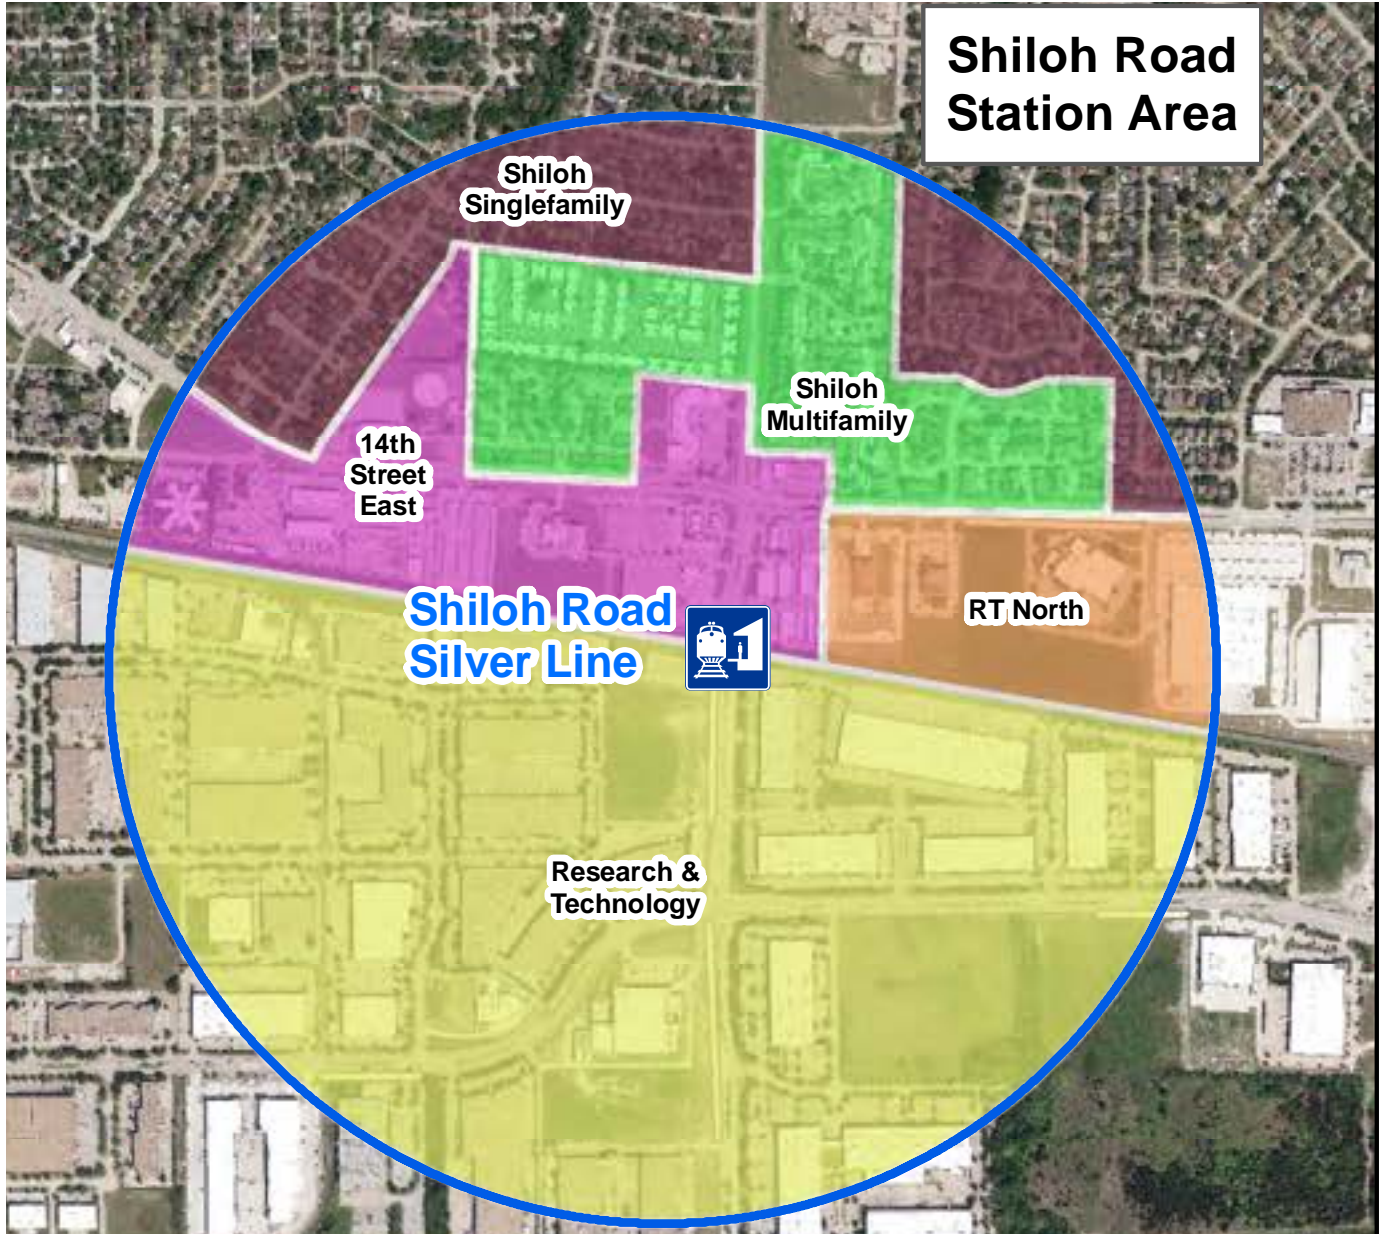 Shiloh Road
Station Area
Shiloh
Singlefamily
Shiloh
Multifamily
14th
Street
East
RT North
Shiloh Road
Silver Line
Research &
Technology